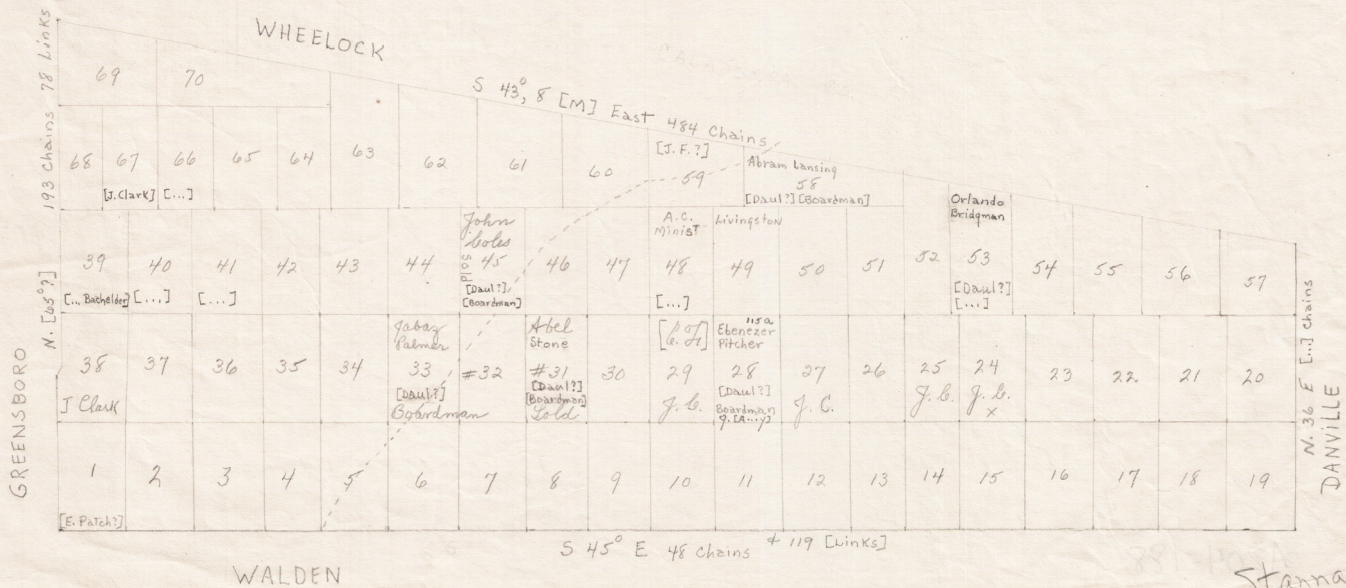 WHEELOCK
S 43°, 8 [M] East 484 Chains
193 Chains 78 Links
N. [65°?]
GREENSBORO
69 70
68 67 66 65 64 63 62 61 60 59 58
[J. Clark] [...]
[J.F.?]
Abram Lansing
[Daul?] [Boardman]
39 40 41 42 43 44 45 46 47 48 49 50 51 52 53 54 55 56 57
[.., Bachelder] [...] [...]
John
Coles
[Daul?]
[Boardman]
A.C.
Minist
[...]
Livingston
Orlando
Bridgman
[Daul?]
[...]
38 37 36 35 34 33 #32 #31 30 29 28 27 26 25 24 23 22 21 20
J Clark
Jabaz
Palmer
[Daul?]
Boardman
Abel
Stone
[Daul?]
[Boardman]
Sold
J. C.
115a
Ebenezer
Pitcher
[Daul?]
Boardman
J. [A...y]
J. C.
J. C.
J. C.
x
1 2 3 4 5 6 7 8 9 10 11 12 13 14 15 16 17 18 19
[E. Patch?]
N. 36 E [...] Chains
DANVILLE
S 45° E 48 Chains + 119 [Links]
WALDEN